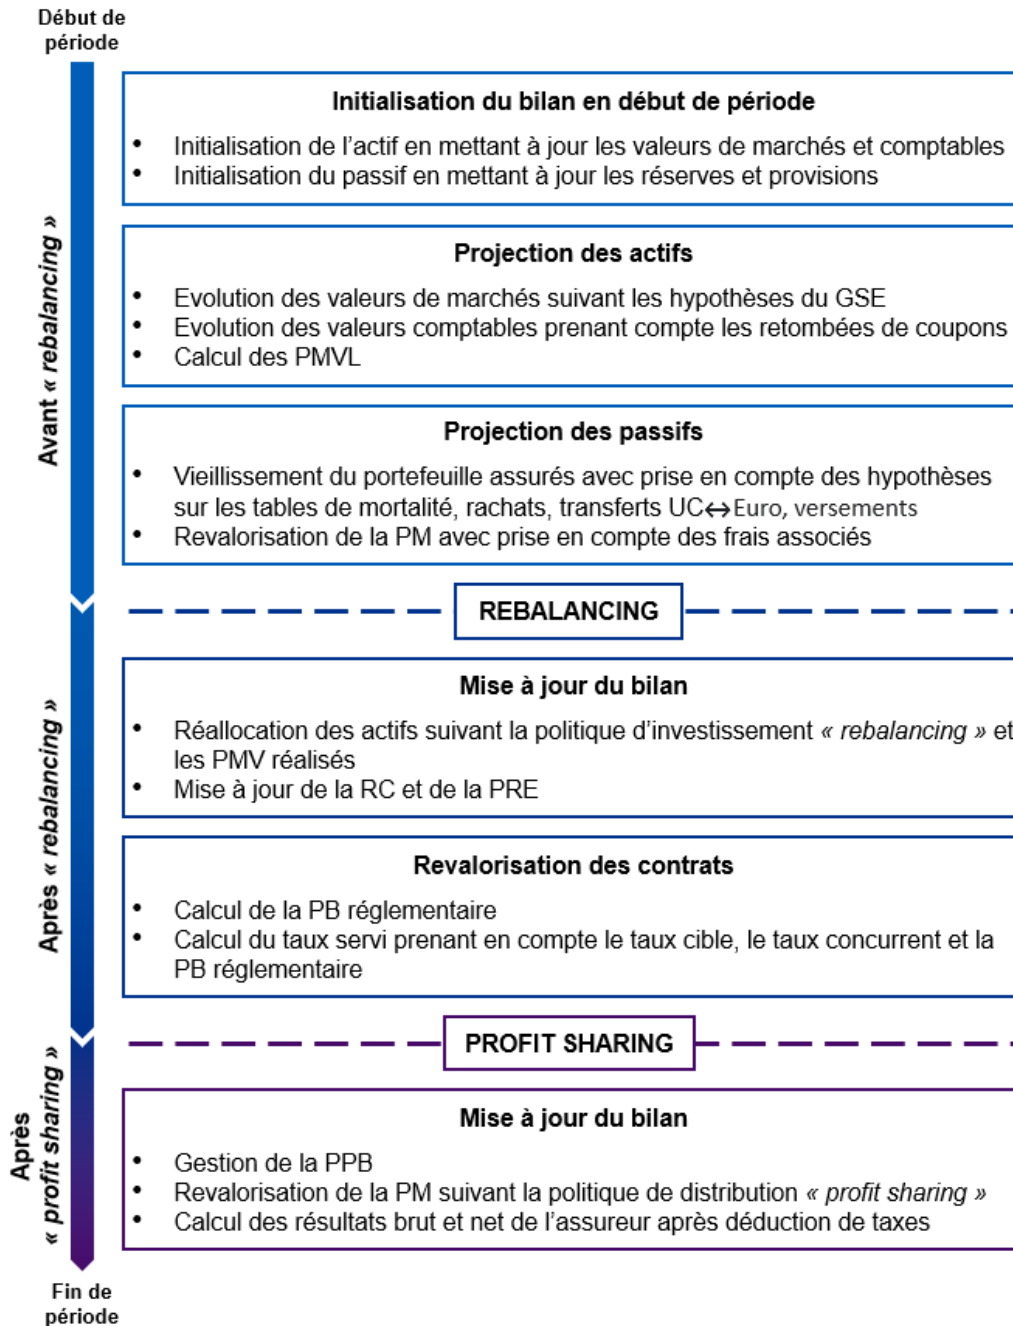 Début de
période
Avant « rebalancing »
Initialisation du bilan en début de période
• Initialisation de l'actif en mettant à jour les valeurs de marchés et comptables
• Initialisation du passif en mettant à jour les réserves et provisions
Projection des actifs
• Evolution des valeurs de marchés suivant les hypothèses du GSE
• Evolution des valeurs comptables prenant compte les retombées de coupons
• Calcul des PMVL
Projection des passifs
• Vieillissement du portefeuille assurés avec prise en compte des hypothèses
sur les tables de mortalité, rachats, transferts UC↔Euro, versements
• Revalorisation de la PM avec prise en compte des frais associés
REBALANCING
Après « rebalancing »
Mise à jour du bilan
• Réallocation des actifs suivant la politique d'investissement « rebalancing » et
les PMV réalisés
• Mise à jour de la RC et de la PRE
Revalorisation des contrats
• Calcul de la PB réglementaire
• Calcul du taux servi prenant en compte le taux cible, le taux concurrent et la
PB réglementaire
PROFIT SHARING
Après
« profit sharing »
Mise à jour du bilan
• Gestion de la PPB
• Revalorisation de la PM suivant la politique de distribution « profit sharing »
• Calcul des résultats brut et net de l'assureur après déduction de taxes
Fin de
période